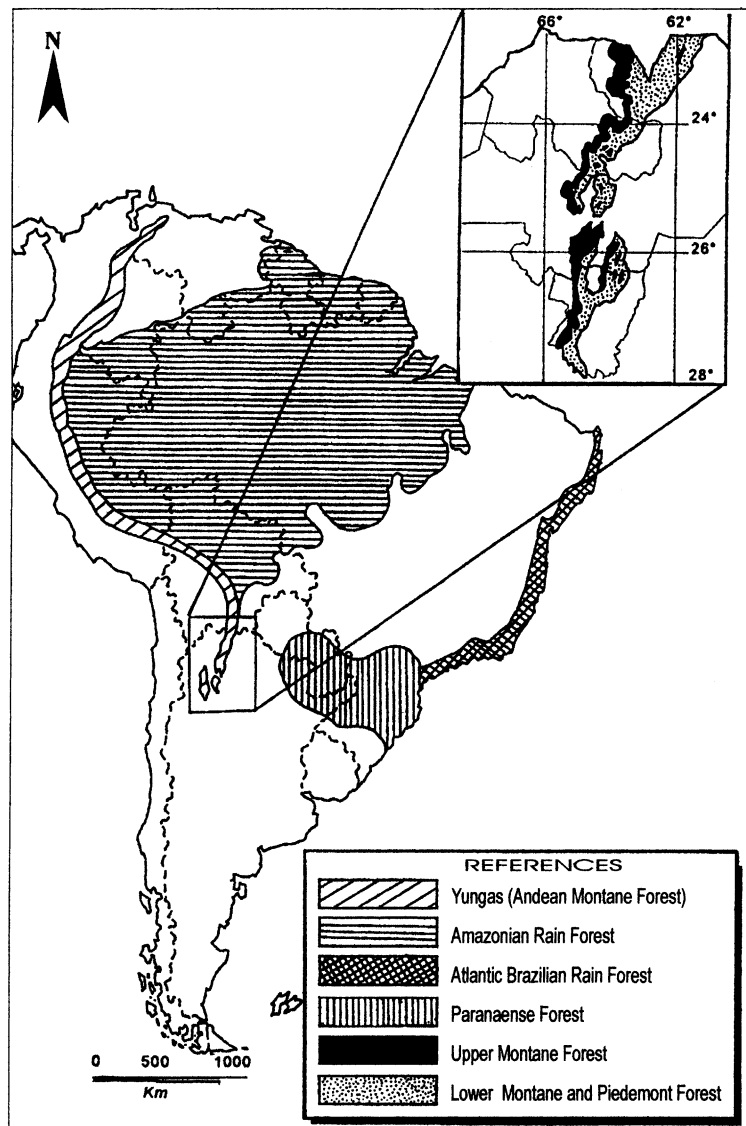 N
66° 62°
24°
26°
28°
REFERENCES
Yungas (Andean Montane Forest)
Amazonian Rain Forest
Atlantic Brazilian Rain Forest
Paranaense Forest
Upper Montane Forest
Lower Montane and Piedemont Forest
0 500 1000
Km